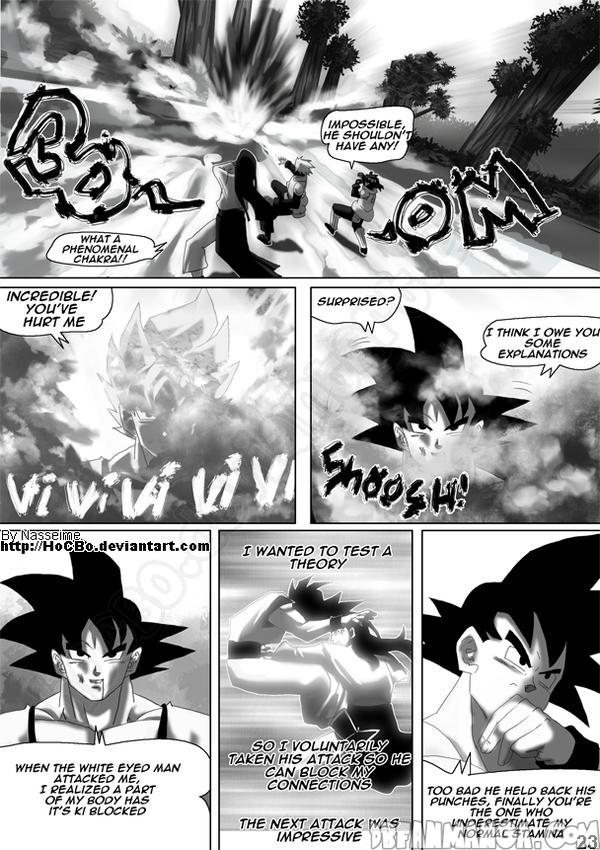 BO
OM
IMPOSSIBLE,
HE SHOULDN'T
HAVE ANY!
WHAT A
PHENOMENAL
CHAKRA!!
INCREDIBLE!
YOU'VE
HURT ME
Vi Vi Vi Vi Vi
SURPRISED?
I THINK I OWE YOU
SOME
EXPLANATIONS
SHOOSH!
By Nasseime
http://HoCBo.deviantart.com
WHEN THE WHITE EYED MAN
ATTACKED ME,
I REALIZED A PART
OF MY BODY HAS
IT'S KI BLOCKED
I WANTED TO TEST A
THEORY
SO I VOLUNTARILY
TAKEN HIS ATTACK SO HE
CAN BLOCK MY
CONNECTIONS
THE NEXT ATTACK WAS
IMPRESSIVE
TOO BAD HE HELD BACK HIS
PUNCHES, FINALLY YOU'RE
THE ONE WHO
UNDERESTIMATE MY
NORMAL STAMINA
23
DBFANMANGA.COM